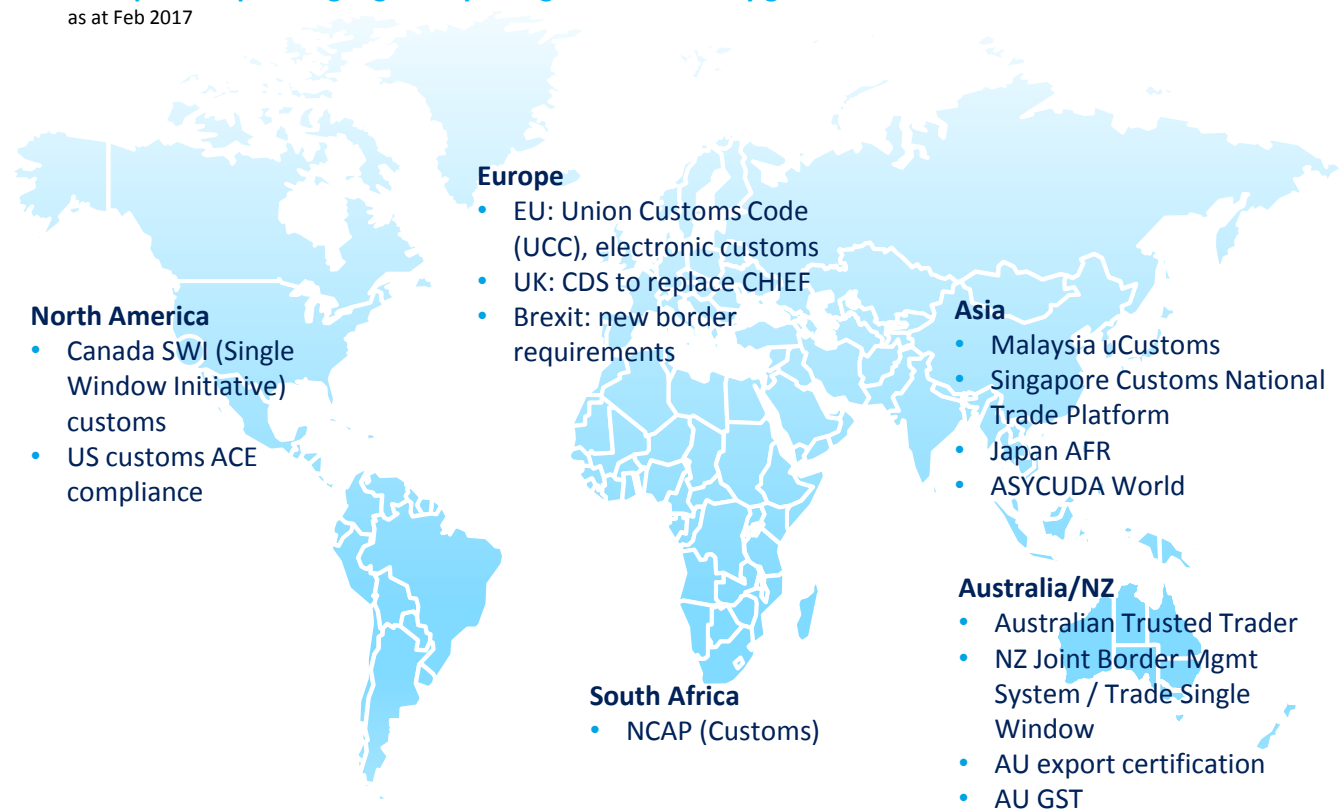 as at Feb 2017
Europe
• EU: Union Customs Code
(UCC), electronic customs
• UK: CDS to replace CHIEF
• Brexit: new border
requirements
North America
• Canada SWI (Single
Window Initiative)
customs
• US customs ACE
compliance
Asia
• Malaysia uCustoms
• Singapore Customs National
Trade Platform
• Japan AFR
• ASYCUDA World
South Africa
• NCAP (Customs)
Australia/NZ
• Australian Trusted Trader
• NZ Joint Border Mgmt
System / Trade Single
Window
• AU export certification
• AU GST